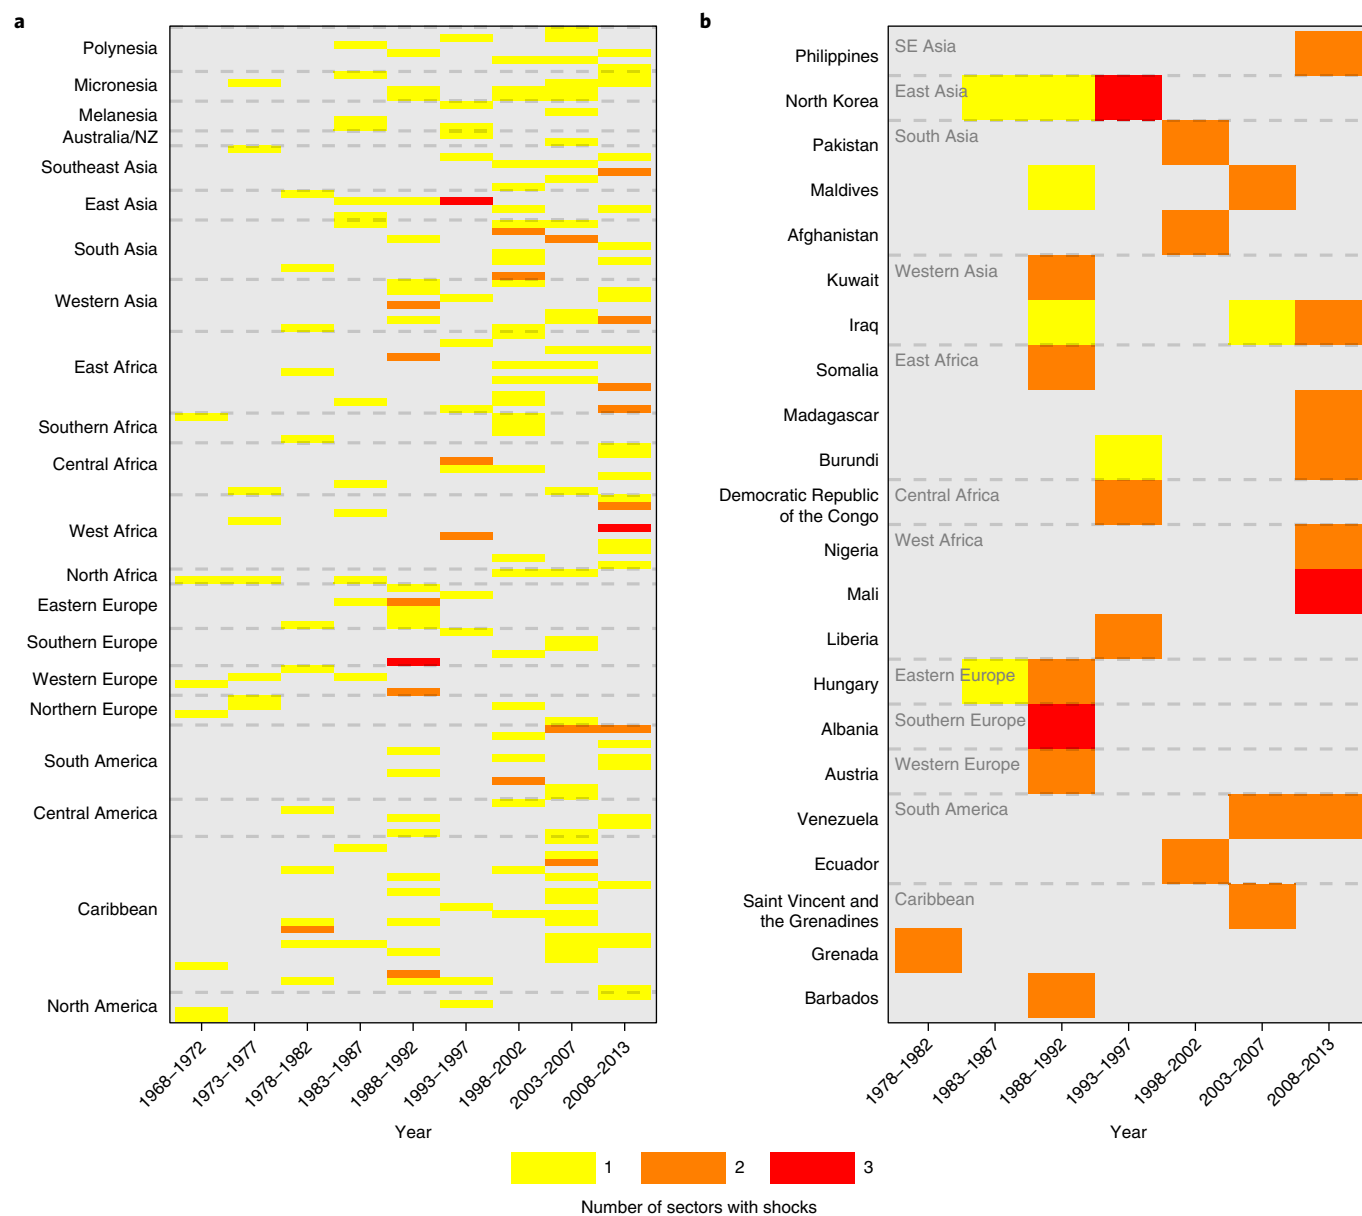 a
Polynesia
Micronesia
Melanesia
Australia/NZ
Southeast Asia
East Asia
South Asia
Western Asia
East Africa
Southern Africa
Central Africa
West Africa
North Africa
Eastern Europe
Southern Europe
Western Europe
Northern Europe
South America
Central America
Caribbean
North America
1968–1972
1973–1977
1978–1982
1983–1987
1988–1992
1993–1997
1998–2002
2003–2007
2008–2013
Year
b
Philippines
SE Asia
North Korea
East Asia
Pakistan
South Asia
Maldives
Afghanistan
Kuwait
Western Asia
Iraq
Somalia
East Africa
Madagascar
Burundi
Democratic Republic
of the Congo
Central Africa
Nigeria
West Africa
Mali
Liberia
Hungary
Eastern Europe
Albania
Southern Europe
Austria
Western Europe
Venezuela
South America
Ecuador
Saint Vincent and
the Grenadines
Caribbean
Grenada
Barbados
1978–1982
1983–1987
1988–1992
1993–1997
1998–2002
2003–2007
2008–2013
Year
1
2
3
Number of sectors with shocks